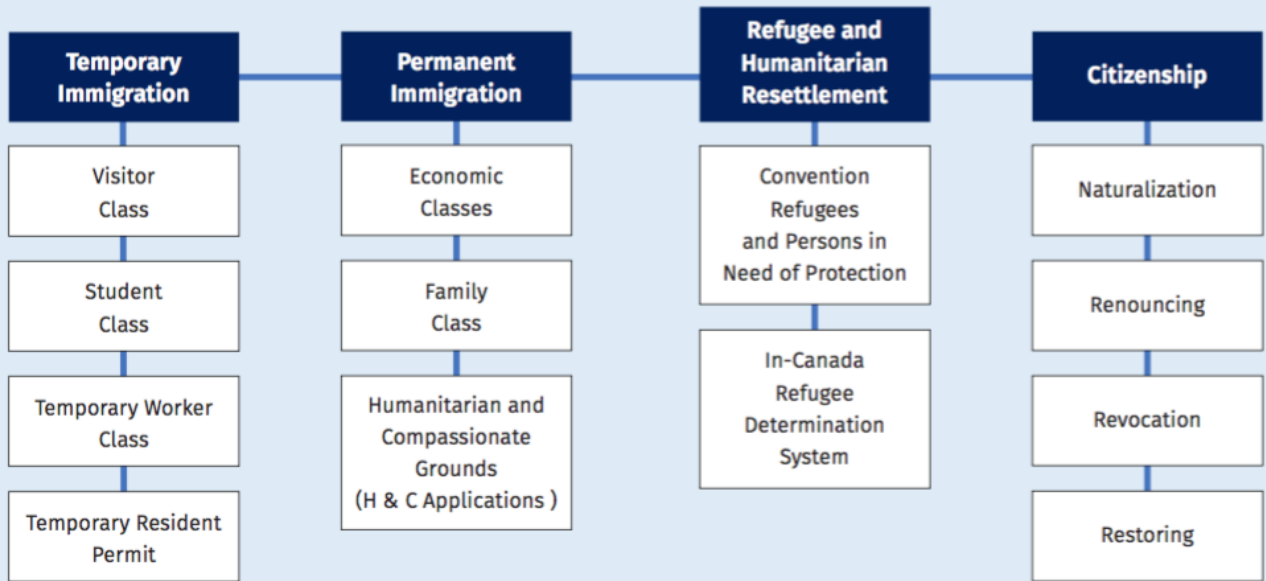 Temporary
Immigration
Visitor
Class
Student
Class
Temporary Worker
Class
Temporary Resident
Permit
Permanent
Immigration
Economic
Classes
Family
Class
Humanitarian and
Compassionate
Grounds
(H & C Applications )
Refugee and
Humanitarian
Resettlement
Convention
Refugees
and Persons in
Need of Protection
In-Canada
Refugee
Determination
System
Citizenship
Naturalization
Renouncing
Revocation
Restoring